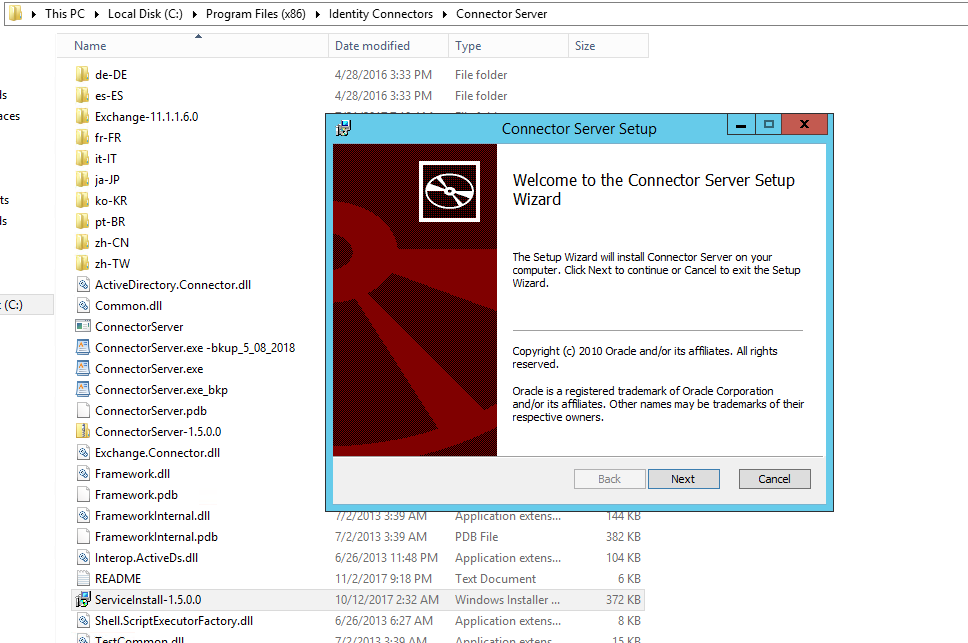 This PC Local Disk (C:) Program Files (x86) Identity Connectors Connector Server
Name Date modified Type Size
de-DE 4/28/2016 3:33 PM File folder
ls es-ES 4/28/2016 3:33 PM File folder
aces Exchange-11.1.1.6.0
fr-FR
it-IT
ja-JP
ts ko-KR
ls pt-BR
zh-CN
zh-TW
ActiveDirectory.Connector.dll
(C:) Common.dll
ConnectorServer
ConnectorServer.exe -bkup_5_08_2018
ConnectorServer.exe
ConnectorServer.exe_bkp
ConnectorServer.pdb
ConnectorServer-1.5.0.0
Exchange.Connector.dll
Framework.dll
Framework.pdb
FrameworkInternal.dll 7/2/2013 3:39 AM Application extens... 144 KB
FrameworkInternal.pdb 7/2/2013 3:39 AM PDB File 382 KB
Interop.ActiveDs.dll 6/26/2013 11:48 PM Application extens... 104 KB
README 11/2/2017 9:18 PM Text Document 6 KB
ServiceInstall-1.5.0.0 10/12/2017 2:32 AM Windows Installer ... 372 KB
Shell.ScriptExecutorFactory.dll 6/26/2013 6:27 AM Application extens... 8 KB
TestCommon.dll 7/2/2013 3:39 AM Application extens... 15 KB
Connector Server Setup
Welcome to the Connector Server Setup
Wizard
The Setup Wizard will install Connector Server on your
computer. Click Next to continue or Cancel to exit the Setup
Wizard.
Copyright (c) 2010 Oracle and/or its affiliates. All rights
reserved.
Oracle is a registered trademark of Oracle Corporation
and/or its affiliates. Other names may be trademarks of their
respective owners.
Back Next Cancel